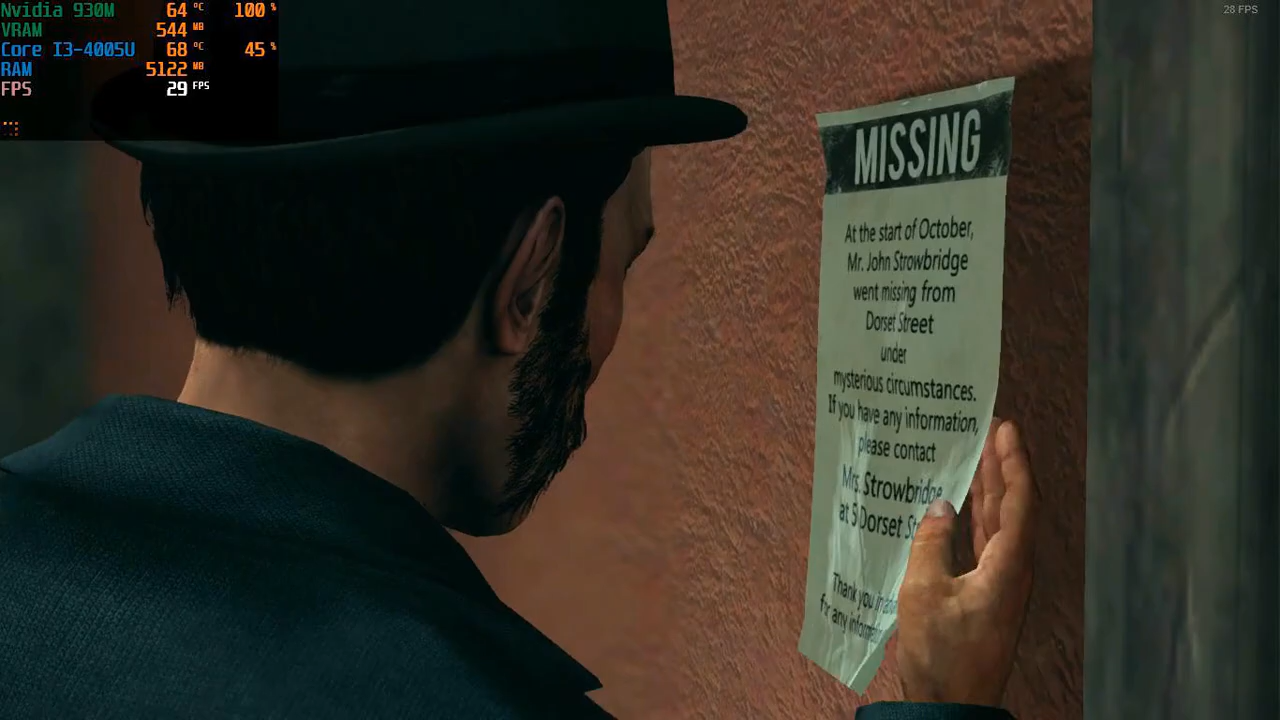 Nvidia 930M 64 °C 100 %
VRAM 544 MB
Core I3-4005U 68 °C 45 %
RAM 5122 MB
FPS 29 FPS
28 FPS
MISSING
At the start of October,
Mr. John Strowbridge
went missing from
Dorset Street
under
mysterious circumstances.
If you have any information,
please contact
Mrs. Strowbridge
at 5 Dorset
Thank you
for any